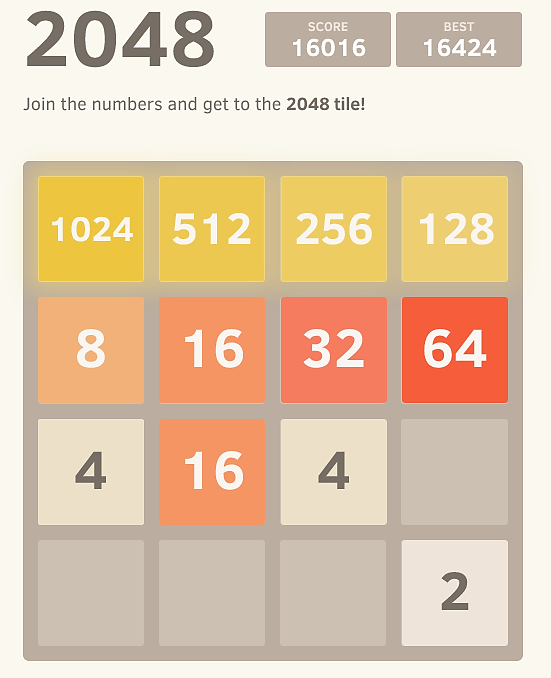 2048
SCORE
16016
BEST
16424
Join the numbers and get to the 2048 tile!
1024 512 256 128
8 16 32 64
4 16 4
2